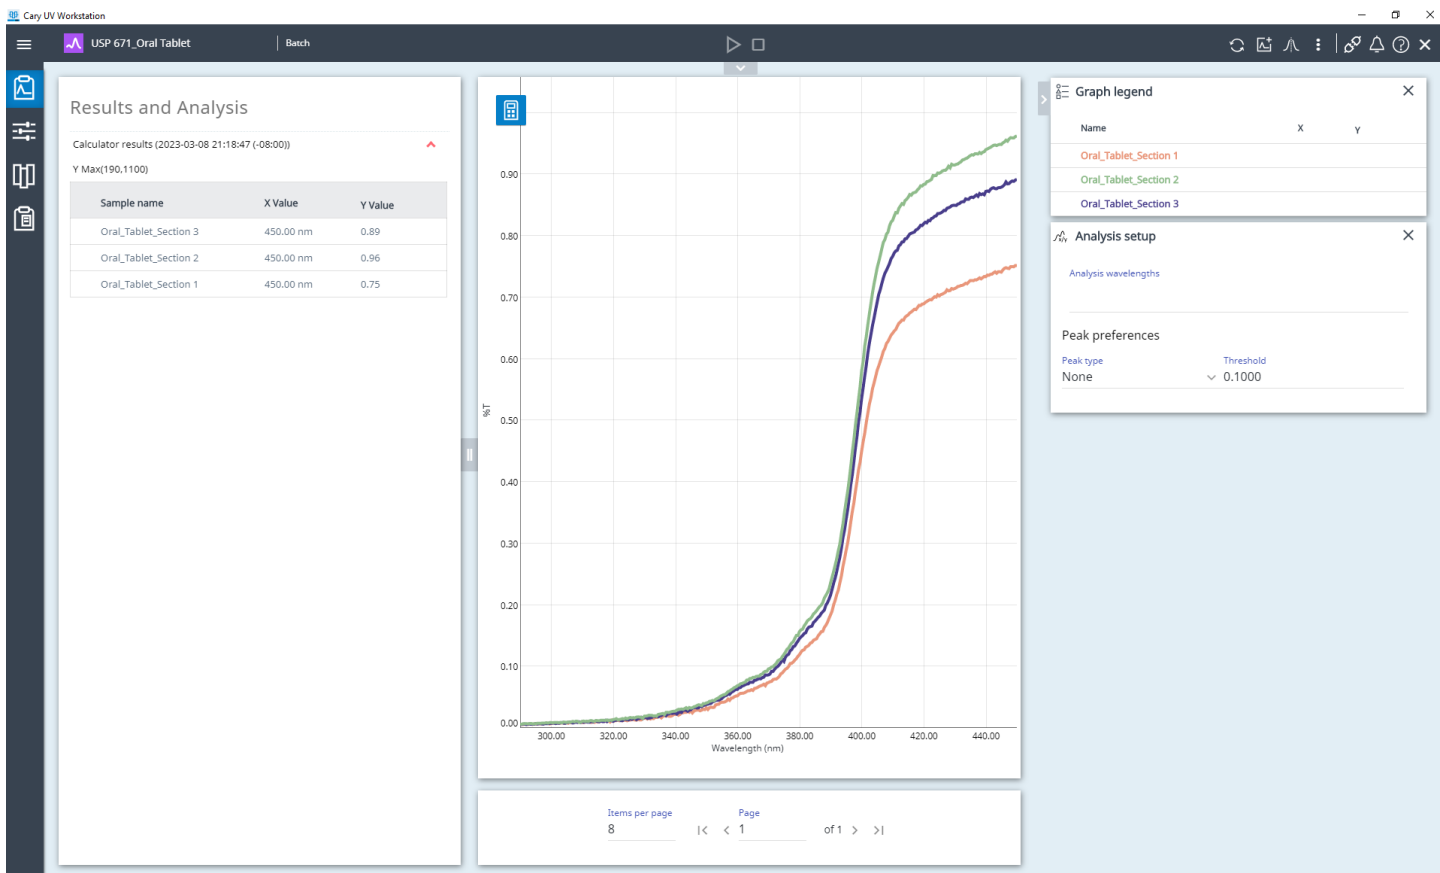 Cary UV Workstation
USP 671_Oral Tablet
Batch
Results and Analysis
Calculator results (2023-03-08 21:18:47 (-08:00))
Y Max(190,1100)
Sample name X Value Y Value
Oral_Tablet_Section 3 450.00 nm 0.89
Oral_Tablet_Section 2 450.00 nm 0.96
Oral_Tablet_Section 1 450.00 nm 0.75
0.90
0.80
0.70
0.60
%T
0.50
0.40
0.30
0.20
0.10
0.00
300.00 320.00 340.00 360.00 380.00 400.00 420.00 440.00
Wavelength (nm)
Items per page
8
Page
1
of 1
Graph legend
Name X Y
Oral_Tablet_Section 1
Oral_Tablet_Section 2
Oral_Tablet_Section 3
Analysis setup
Analysis wavelengths
Peak preferences
Peak type Threshold
None 0.1000